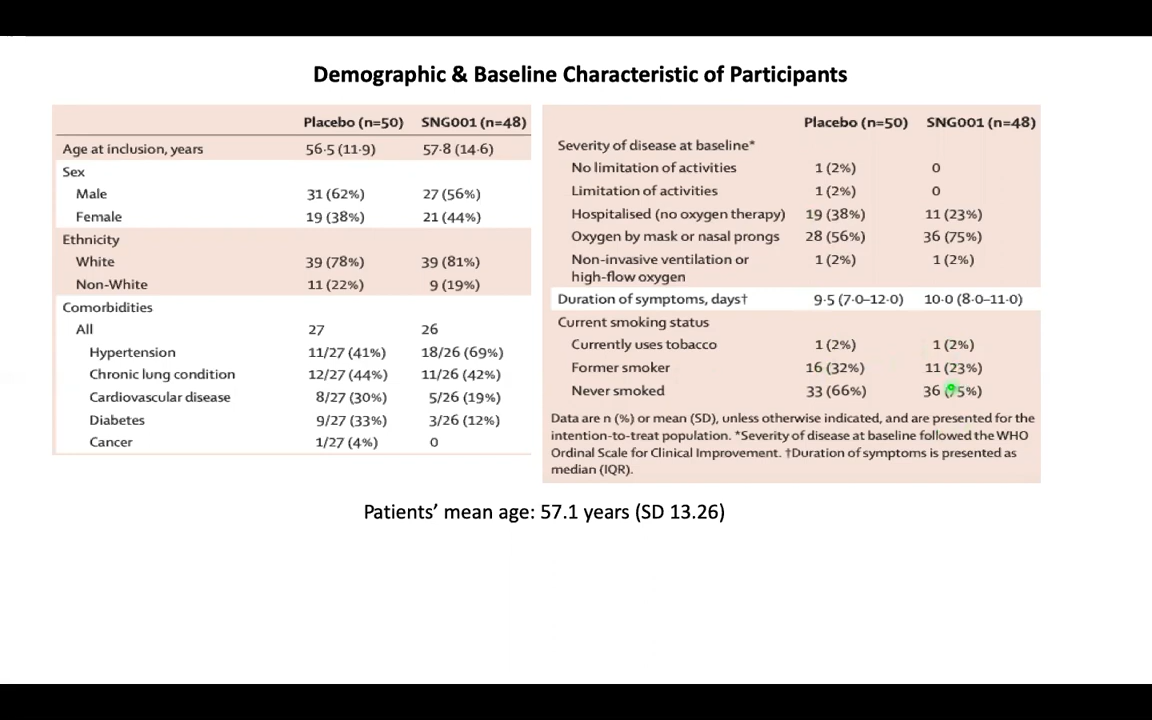 Demographic & Baseline Characteristic of Participants
Placebo (n=50) SNG001 (n=48)
Age at inclusion, years 56·5 (11·9) 57·8 (14·6)
Sex
Male 31 (62%) 27 (56%)
Female 19 (38%) 21 (44%)
Ethnicity
White 39 (78%) 39 (81%)
Non-White 11 (22%) 9 (19%)
Comorbidities
All 27 26
Hypertension 11/27 (41%) 18/26 (69%)
Chronic lung condition 12/27 (44%) 11/26 (42%)
Cardiovascular disease 8/27 (30%) 5/26 (19%)
Diabetes 9/27 (33%) 3/26 (12%)
Cancer 1/27 (4%) 0
Placebo (n=50) SNG001 (n=48)
Severity of disease at baseline*
No limitation of activities 1 (2%) 0
Limitation of activities 1 (2%) 0
Hospitalised (no oxygen therapy) 19 (38%) 11 (23%)
Oxygen by mask or nasal prongs 28 (56%) 36 (75%)
Non-invasive ventilation or 1 (2%) 1 (2%)
high-flow oxygen
Duration of symptoms, days† 9·5 (7·0–12·0) 10·0 (8·0–11·0)
Current smoking status
Currently uses tobacco 1 (2%) 1 (2%)
Former smoker 16 (32%) 11 (23%)
Never smoked 33 (66%) 36 (75%)
Data are n (%) or mean (SD), unless otherwise indicated, and are presented for the
intention-to-treat population. *Severity of disease at baseline followed the WHO
Ordinal Scale for Clinical Improvement. †Duration of symptoms is presented as
median (IQR).
Patients’ mean age: 57.1 years (SD 13.26)